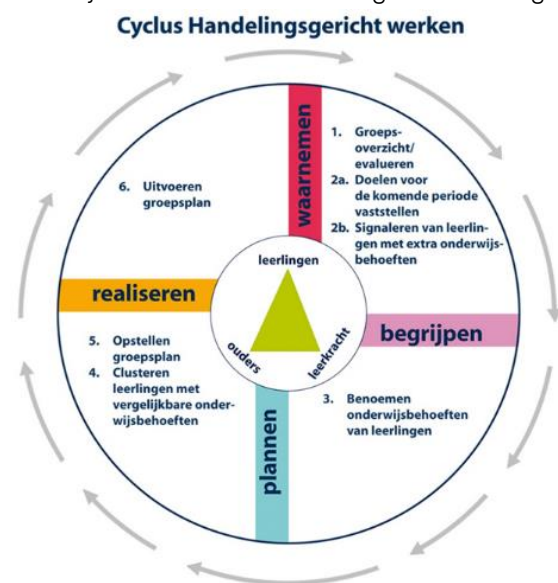 Cyclus Handelingsgericht werken
waarnemen
1. Groeps-
overzicht/
evalueren
2a. Doelen voor
de komende periode
vaststellen
2b. Signaleren van leerlin-
gen met extra onderwijs-
behoeften
begrijpen
3. Benoemen
onderwijsbehoeften
van leerlingen
plannen
5. Opstellen
groepsplan
4. Clusteren
leerlingen met
vergelijkbare onder-
wijsbehoeften
realiseren
6. Uitvoeren
groepsplan
leerlingen
ouders
leerkracht